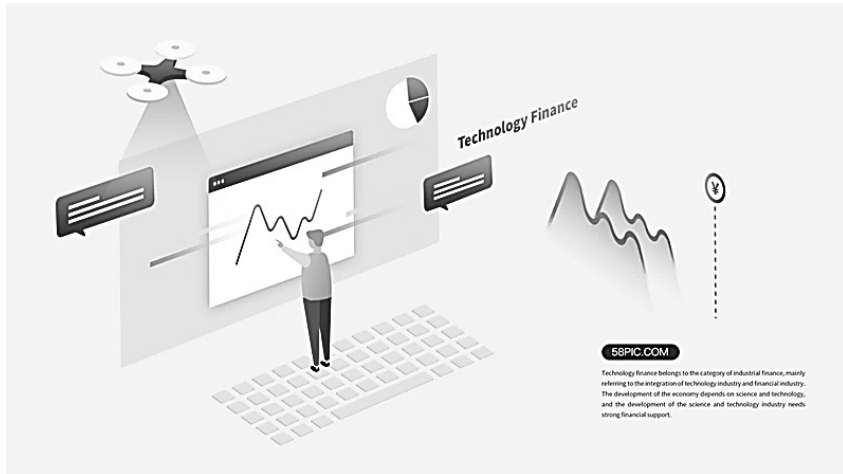 Technology Finance
¥
58PIC.COM
Technology finance belongs to the category of industrial finance, mainly
referring to the integration of technology industry and financial industry.
The development of the economy depends on science and technology,
and the development of the science and technology industry needs
strong financial support.